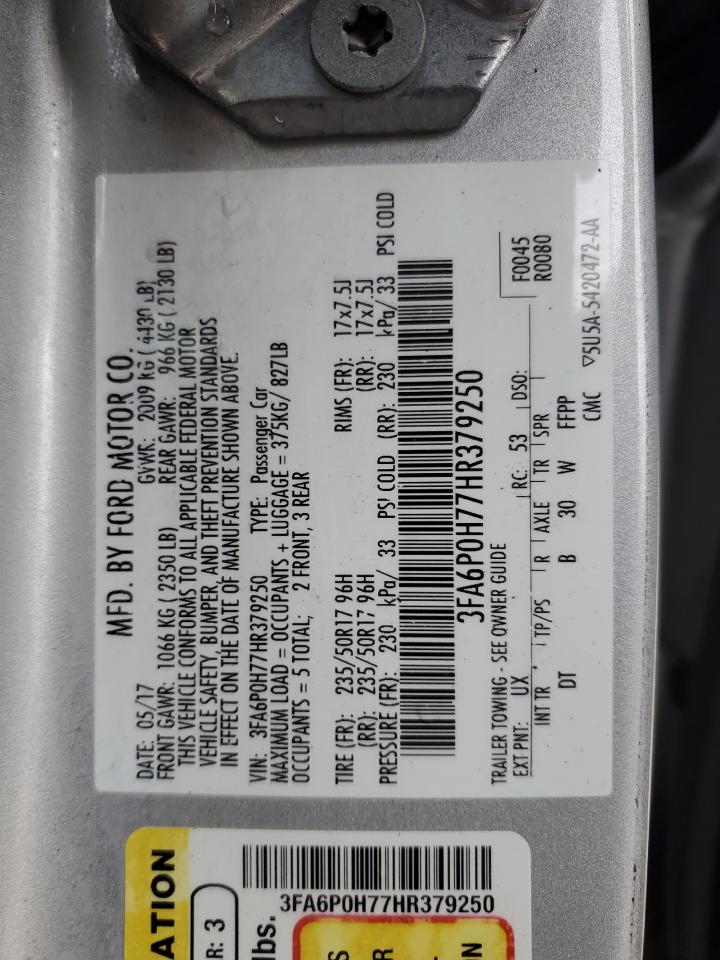 MFD. BY FORD MOTOR CO.
DATE: 05/17 GVWR: 2009 KG ( 4430 LB)
FRONT GAWR: 1066 KG ( 2350 LB) REAR GAWR: 966 KG ( 2130 LB)
THIS VEHICLE CONFORMS TO ALL APPLICABLE FEDERAL MOTOR
VEHICLE SAFETY, BUMPER, AND THEFT PREVENTION STANDARDS
IN EFFECT ON THE DATE OF MANUFACTURE SHOWN ABOVE.
VIN: 3FA6P0H77HR379250 TYPE: Passenger Car
MAXIMUM LOAD = OCCUPANTS + LUGGAGE = 375KG/ 827LB
OCCUPANTS = 5 TOTAL; 2 FRONT, 3 REAR
TIRE (FR): 235/50R17 96H RIMS (FR): 17x7.5J
(RR): 235/50R17 96H (RR): 17x7.5J
PRESSURE (FR): 230 kPa/ 33 PSI COLD (RR): 230 kPa/ 33 PSI COLD
3FA6P0H77HR379250
TRAILER TOWING - SEE OWNER GUIDE F0045
EXT PNT: UX RC: 53 DSO: R0080
INT TR TP/PS R AXLE TR SPR
DT B 30 W FFPP
CMC ▽5U5A-5420472-AA
ATION
R: 3
lbs.
3FA6P0H77HR379250
S
R
ON